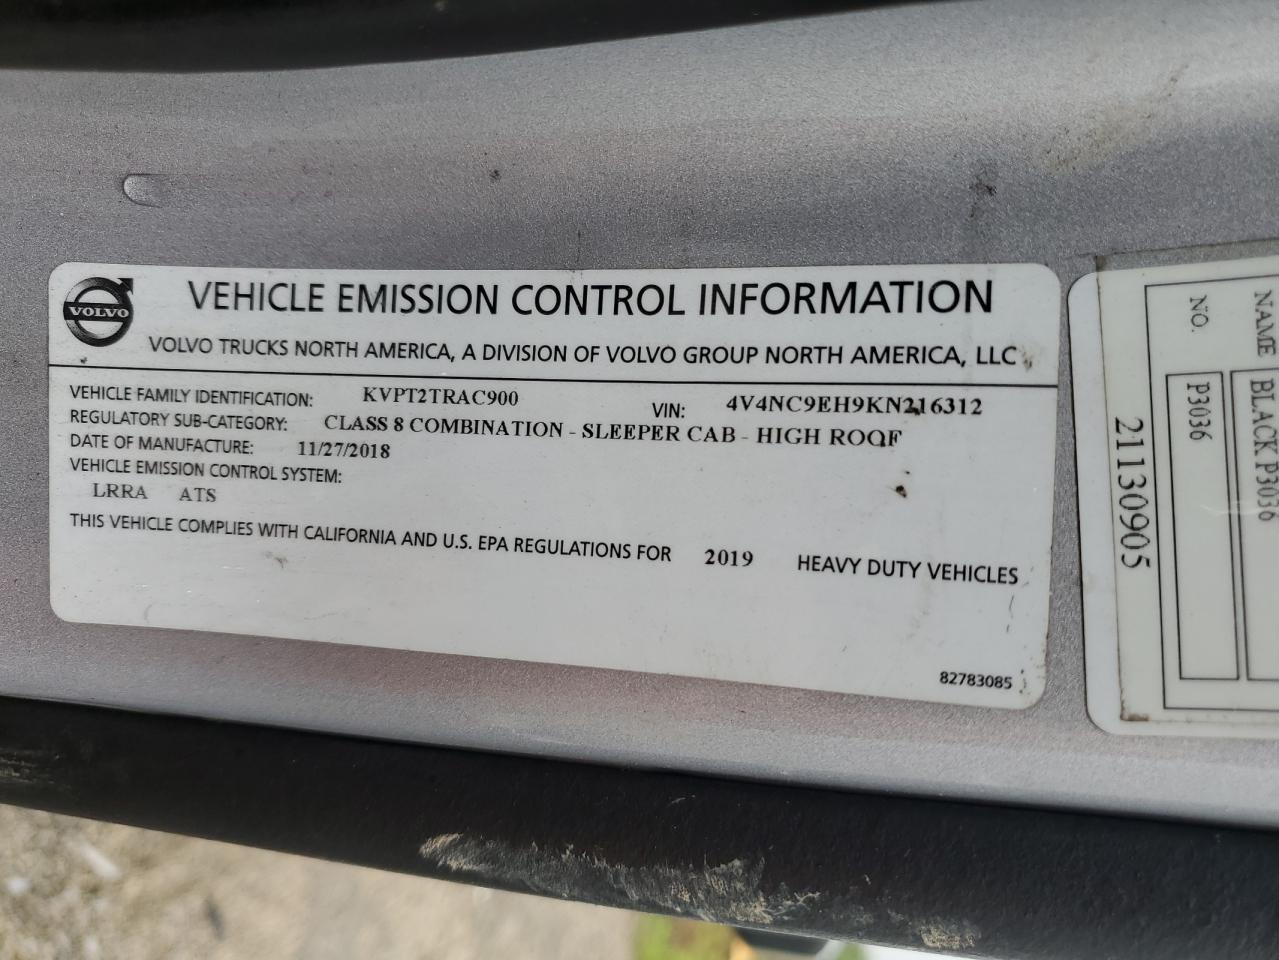 VOLVO
VEHICLE EMISSION CONTROL INFORMATION
VOLVO TRUCKS NORTH AMERICA, A DIVISION OF VOLVO GROUP NORTH AMERICA, LLC
VEHICLE FAMILY IDENTIFICATION: KVPT2TRAC900 VIN: 4V4NC9EH9KN216312
REGULATORY SUB-CATEGORY: CLASS 8 COMBINATION - SLEEPER CAB - HIGH ROOF
DATE OF MANUFACTURE: 11/27/2018
VEHICLE EMISSION CONTROL SYSTEM:
LRRA ATS
THIS VEHICLE COMPLIES WITH CALIFORNIA AND U.S. EPA REGULATIONS FOR 2019 HEAVY DUTY VEHICLES
82783085
NAME BLACK P3036
NO. P3036
21130905